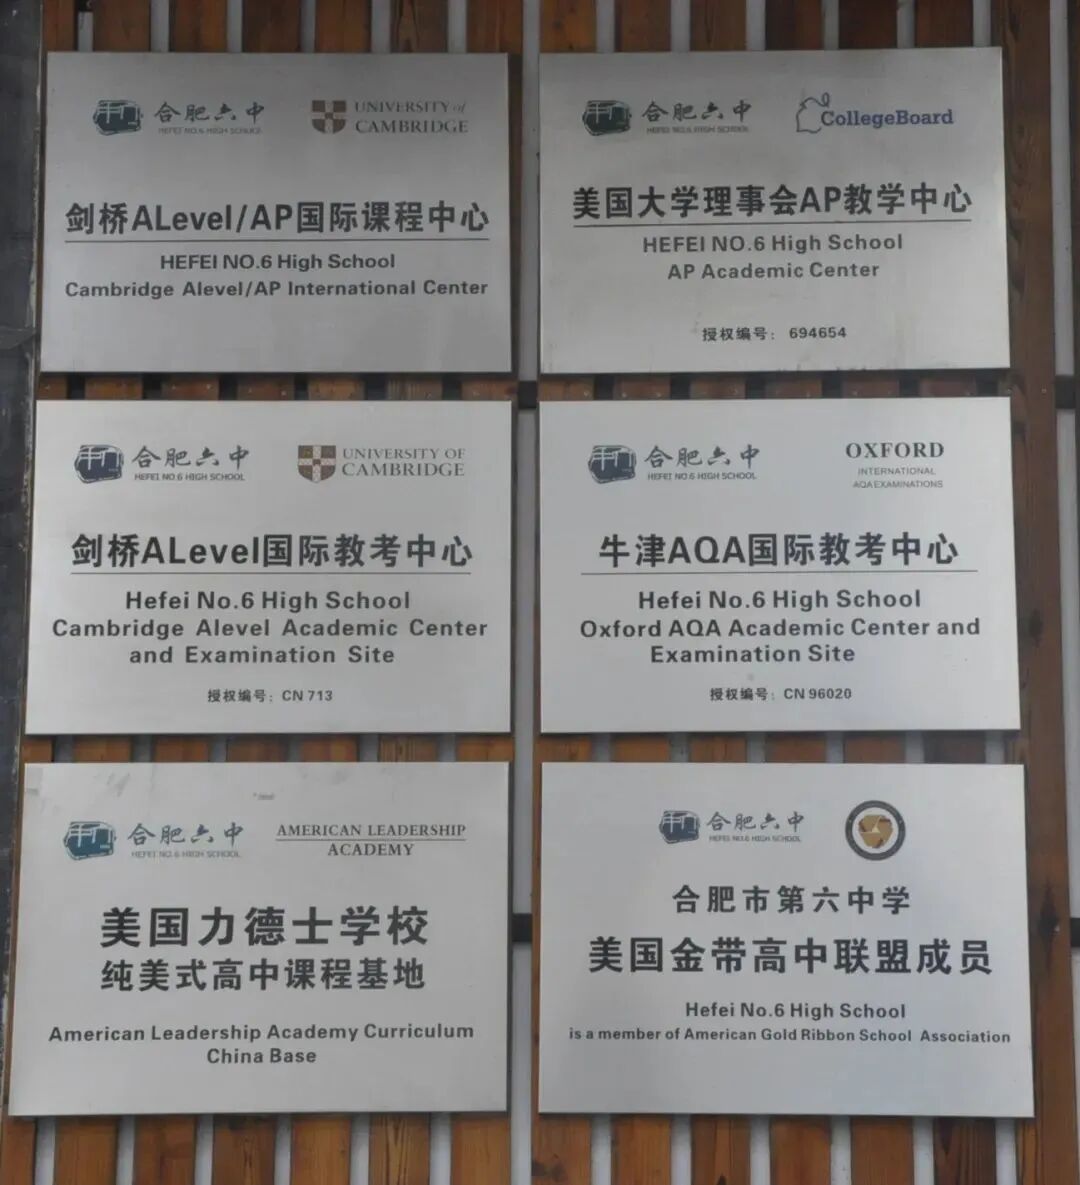 合肥六中
HEFEI NO.6 HIGH SCHOOL
UNIVERSITY of
CAMBRIDGE
剑桥ALevel/AP国际课程中心
HEFEI NO.6 High School
Cambridge Alevel/AP International Center
合肥六中
HEFEI NO.6 HIGH SCHOOL
CollegeBoard
美国大学理事会AP教学中心
HEFEI NO.6 High School
AP Academic Center
授权编号： 694654
合肥六中
HEFEI NO.6 HIGH SCHOOL
UNIVERSITY OF
CAMBRIDGE
剑桥ALevel国际教考中心
Hefei No.6 High School
Cambridge Alevel Academic Center
and Examination Site
授权编号：CN 713
合肥六中
HEFEI NO.6 HIGH SCHOOL
OXFORD
INTERNATIONAL
AQA EXAMINATIONS
牛津AQA国际教考中心
Hefei No.6 High School
Oxford AQA Academic Center and
Examination Site
授权编号：CN 96020
合肥六中
HEFEI NO.6 HIGH SCHOOL
AMERICAN LEADERSHIP
ACADEMY
美国力德士学校
纯美式高中课程基地
American Leadership Academy Curriculum
China Base
合肥六中
HEFEI NO.6 HIGH SCHOOL
合肥市第六中学
美国金带高中联盟成员
Hefei No.6 High School
is a member of American Gold Ribbon School Association